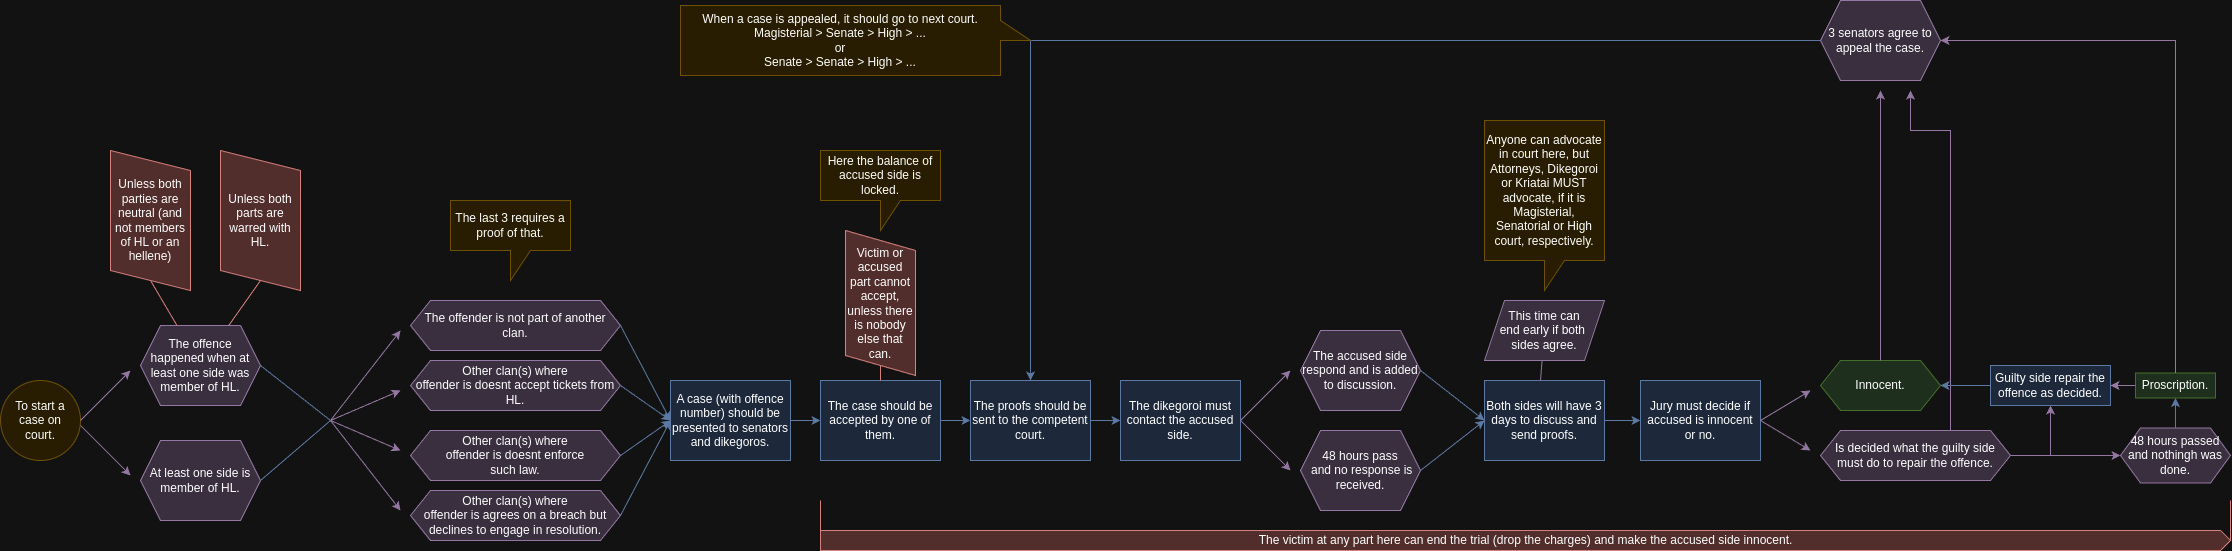 When a case is appealed, it should go to next court.
Magisterial > Senate > High > ...
or
Senate > Senate > High > ...
3 senators agree to
appeal the case.
Unless both
parties are
neutral (and
not members
of HL or an
hellene)
Unless both
parts are
warred with
HL.
The last 3 requires a
proof of that.
Here the balance of
accused side is
locked.
Victim or
accused
part cannot
accept,
unless there
is nobody
else that
can.
Anyone can advocate
in court here, but
Attorneys, Dikegoroi
or Kriatai MUST
advocate, if it is
Magisterial,
Senatorial or High
court, respectively.
This time can
end early if both
sides agree.
To start a
case on
court.
The offence
happened when at
least one side was
member of HL.
At least one side is
member of HL.
The offender is not part of another
clan.
Other clan(s) where
offender is doesnt accept tickets from
HL.
Other clan(s) where
offender is doesnt enforce
such law.
Other clan(s) where
offender is agrees on a breach but
declines to engage in resolution.
A case (with offence
number) should be
presented to senators
and dikegoros.
The case should be
accepted by one of
them.
The proofs should be
sent to the competent
court.
The dikegoroi must
contact the accused
side.
The accused side
respond and is added
to discussion.
48 hours pass
and no response is
received.
Both sides will have 3
days to discuss and
send proofs.
Jury must decide if
accused is innocent
or no.
Innocent.
Is decided what the guilty side
must do to repair the offence.
Guilty side repair the
offence as decided.
Proscription.
48 hours passed
and nothingh was
done.
The victim at any part here can end the trial (drop the charges) and make the accused side innocent.